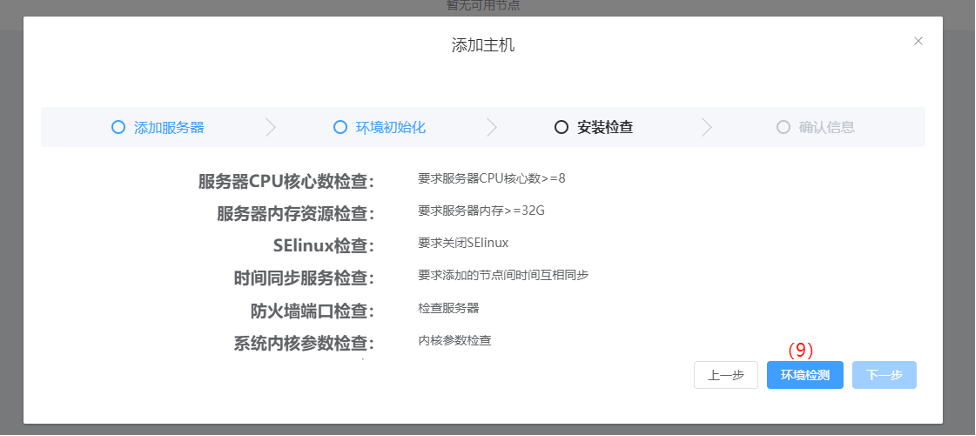 暂无可用节点
添加主机
添加服务器 环境初始化 安装检查 确认信息
服务器CPU核心数检查： 要求服务器CPU核心数>=8
服务器内存资源检查： 要求服务器内存>=32G
SElinux检查： 要求关闭SElinux
时间同步服务检查： 要求添加的节点间时间互相同步
防火墙端口检查： 检查服务器
系统内核参数检查： 内核参数检查
（9）
上一步 环境检测 下一步